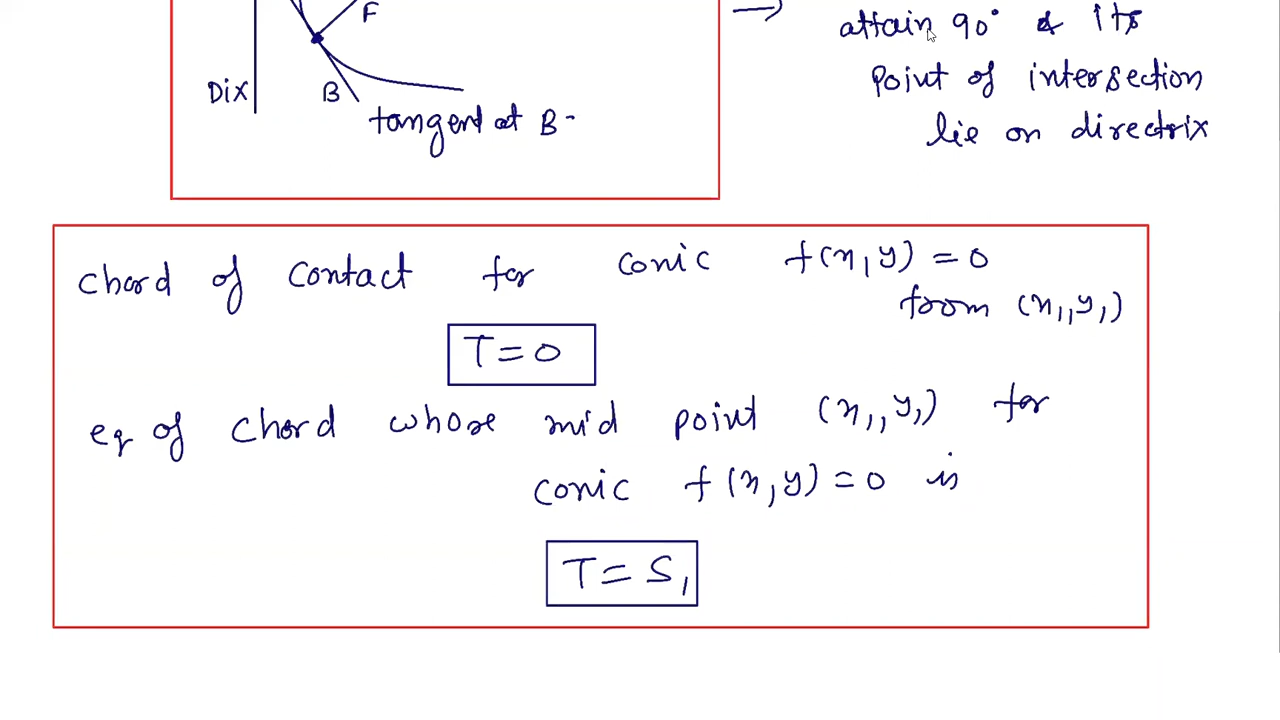 F
Dix
B
tangent at B
attain 90° & its
point of intersection
lie on directrix
chord of contact for conic f(x,y) = 0
from (x₁,y₁)
T = 0
eq of chord whose mid point (x₁,y₁) for
conic f(x,y) = 0 is
T = S₁